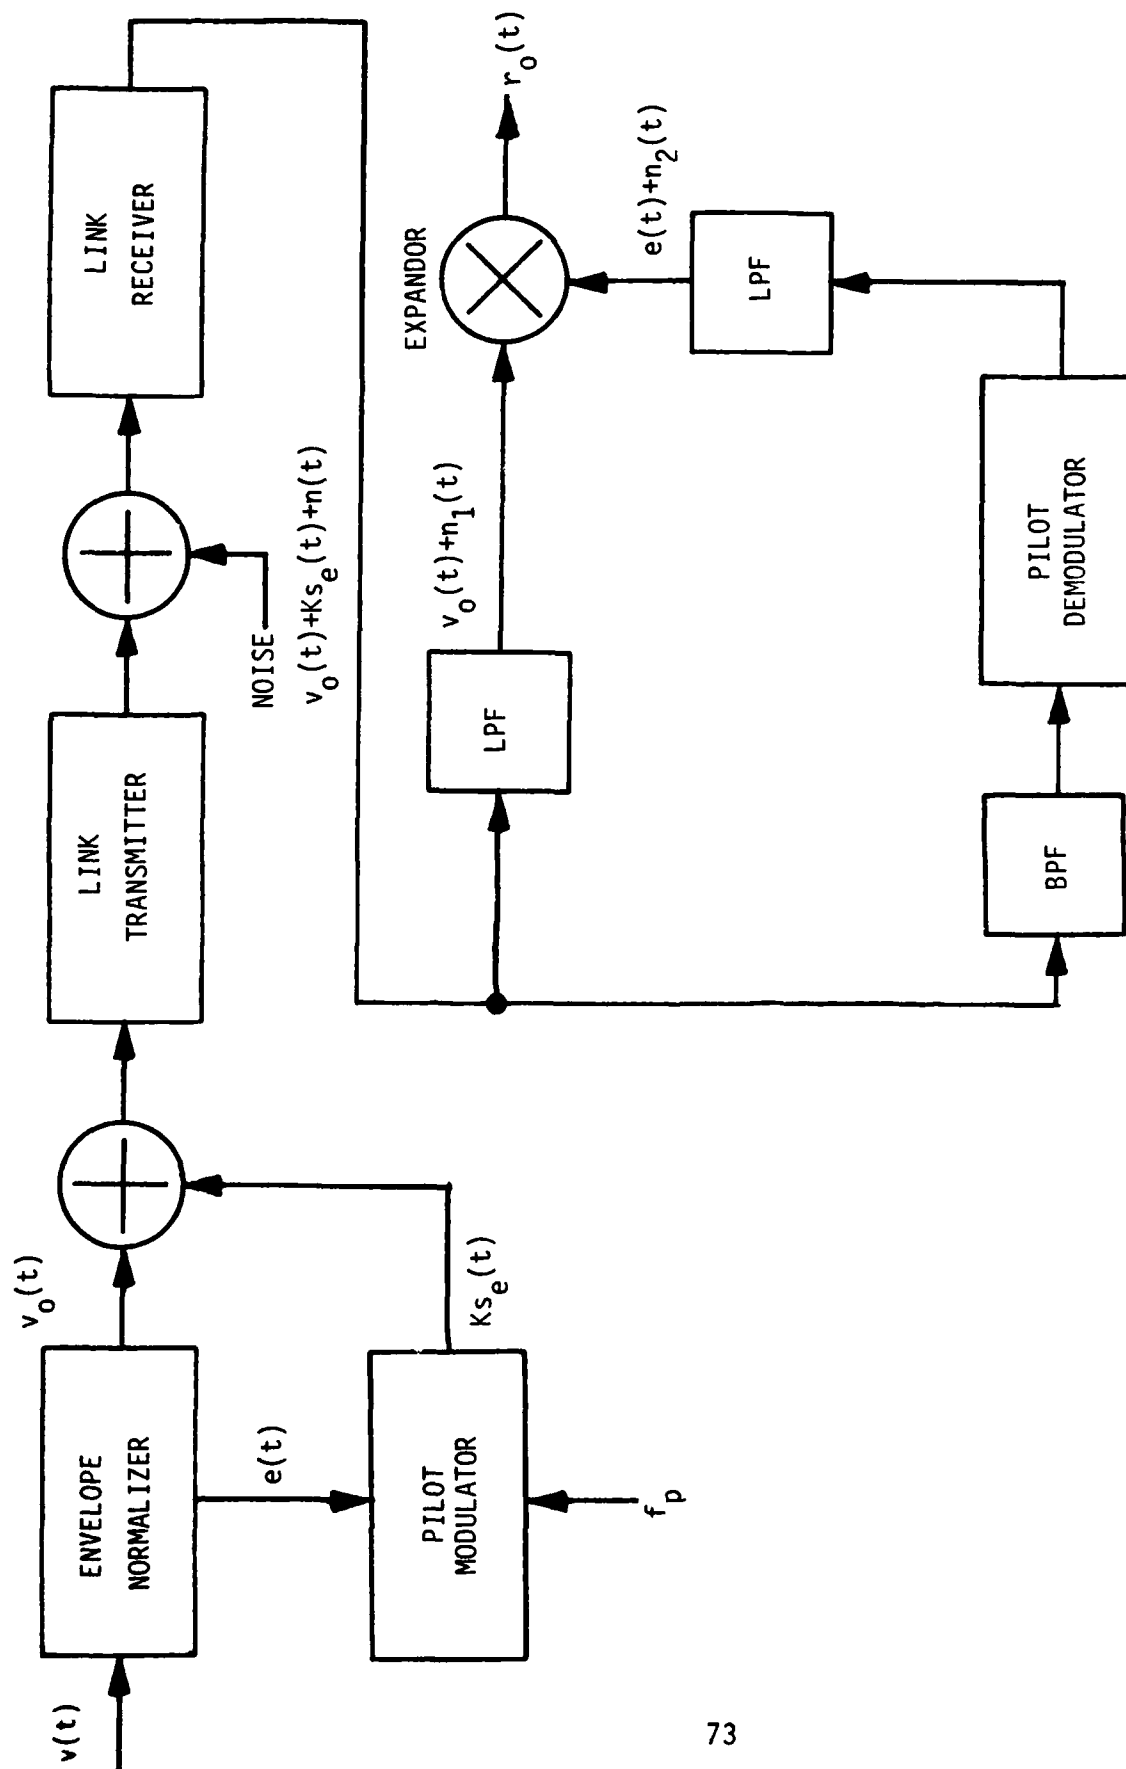 v(t)
ENVELOPE
NORMALIZER
v_o(t)
e(t)
PILOT
MODULATOR
f_p
Ks_e(t)
LINK
TRANSMITTER
NOISE
LINK
RECEIVER
v_o(t)+Ks_e(t)+n(t)
LPF
v_o(t)+n_1(t)
EXPANDOR
r_o(t)
e(t)+n_2(t)
LPF
BPF
PILOT
DEMODULATOR
73